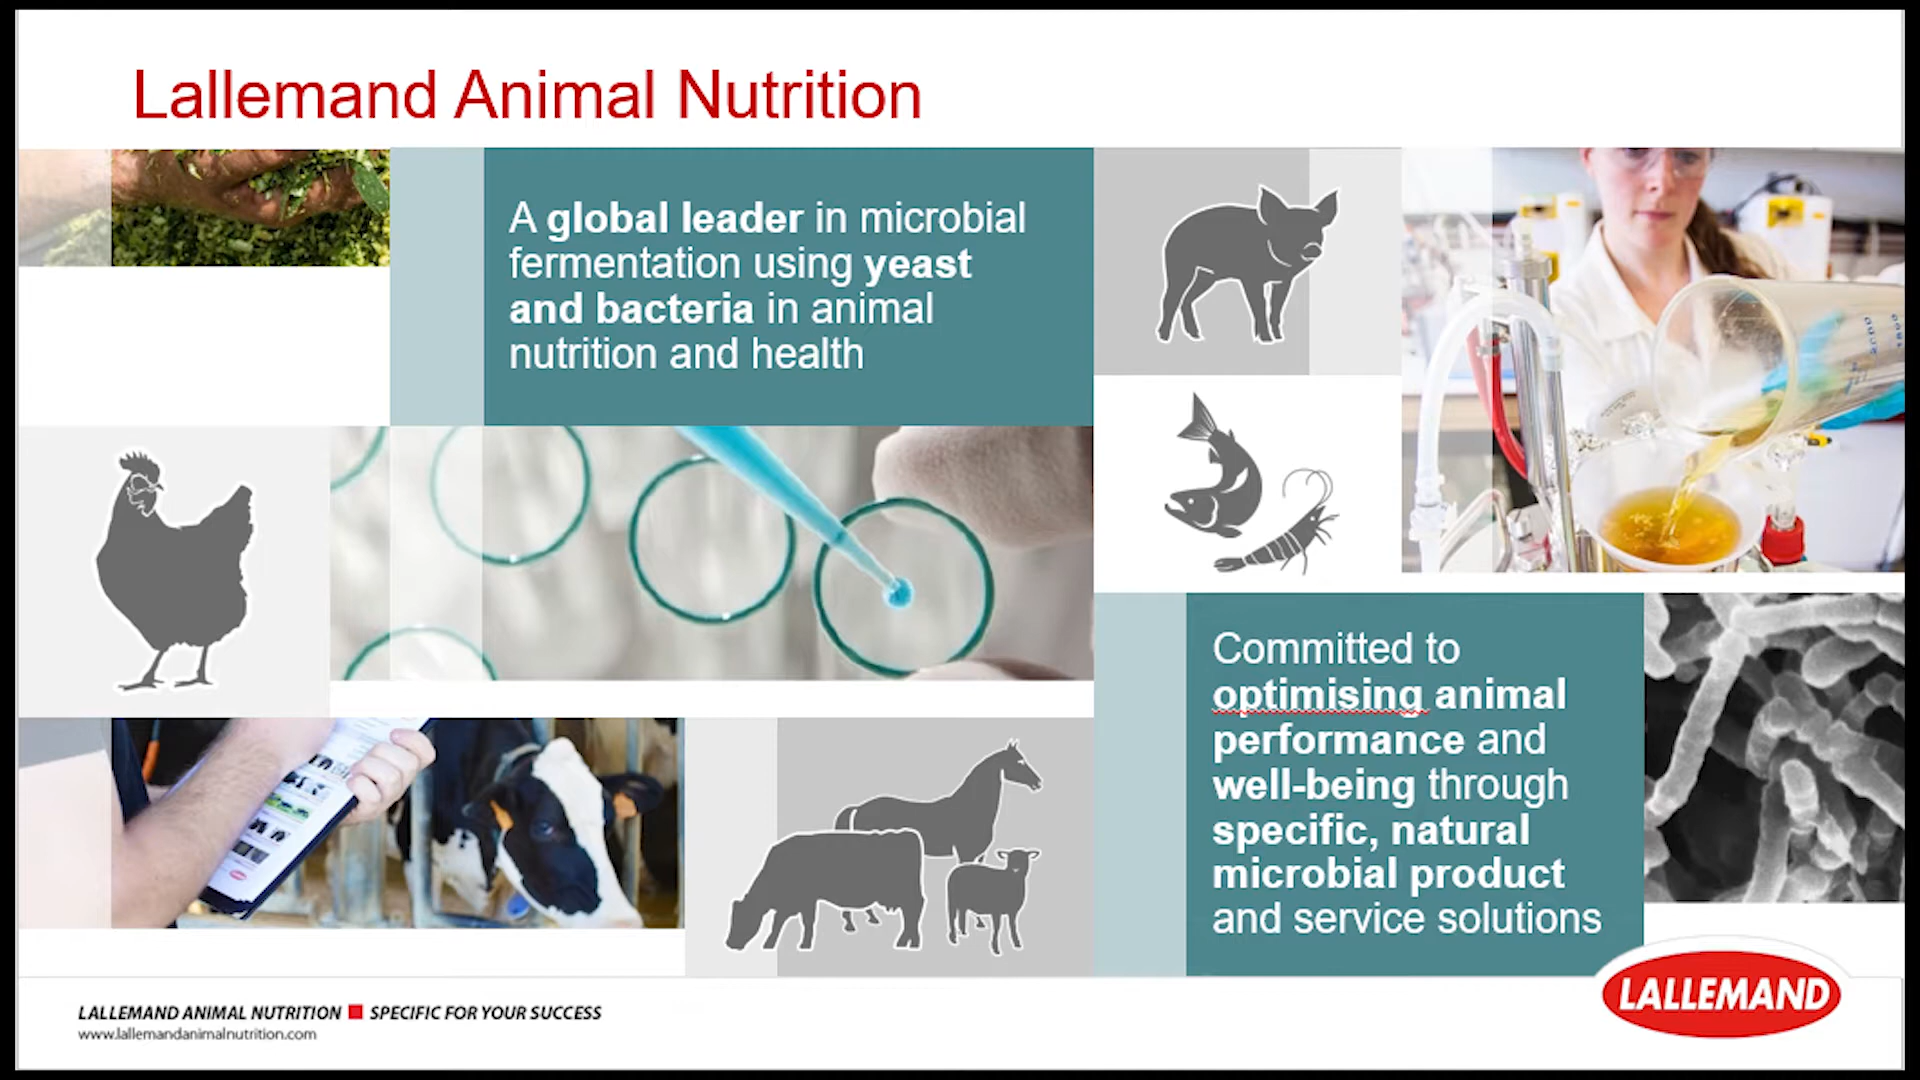 Lallemand Animal Nutrition
A global leader in microbial
fermentation using yeast
and bacteria in animal
nutrition and health
Committed to
optimising animal
performance and
well-being through
specific, natural
microbial product
and service solutions
LALLEMAND ANIMAL NUTRITION ■ SPECIFIC FOR YOUR SUCCESS
www.lallemandanimalnutrition.com
LALLEMAND